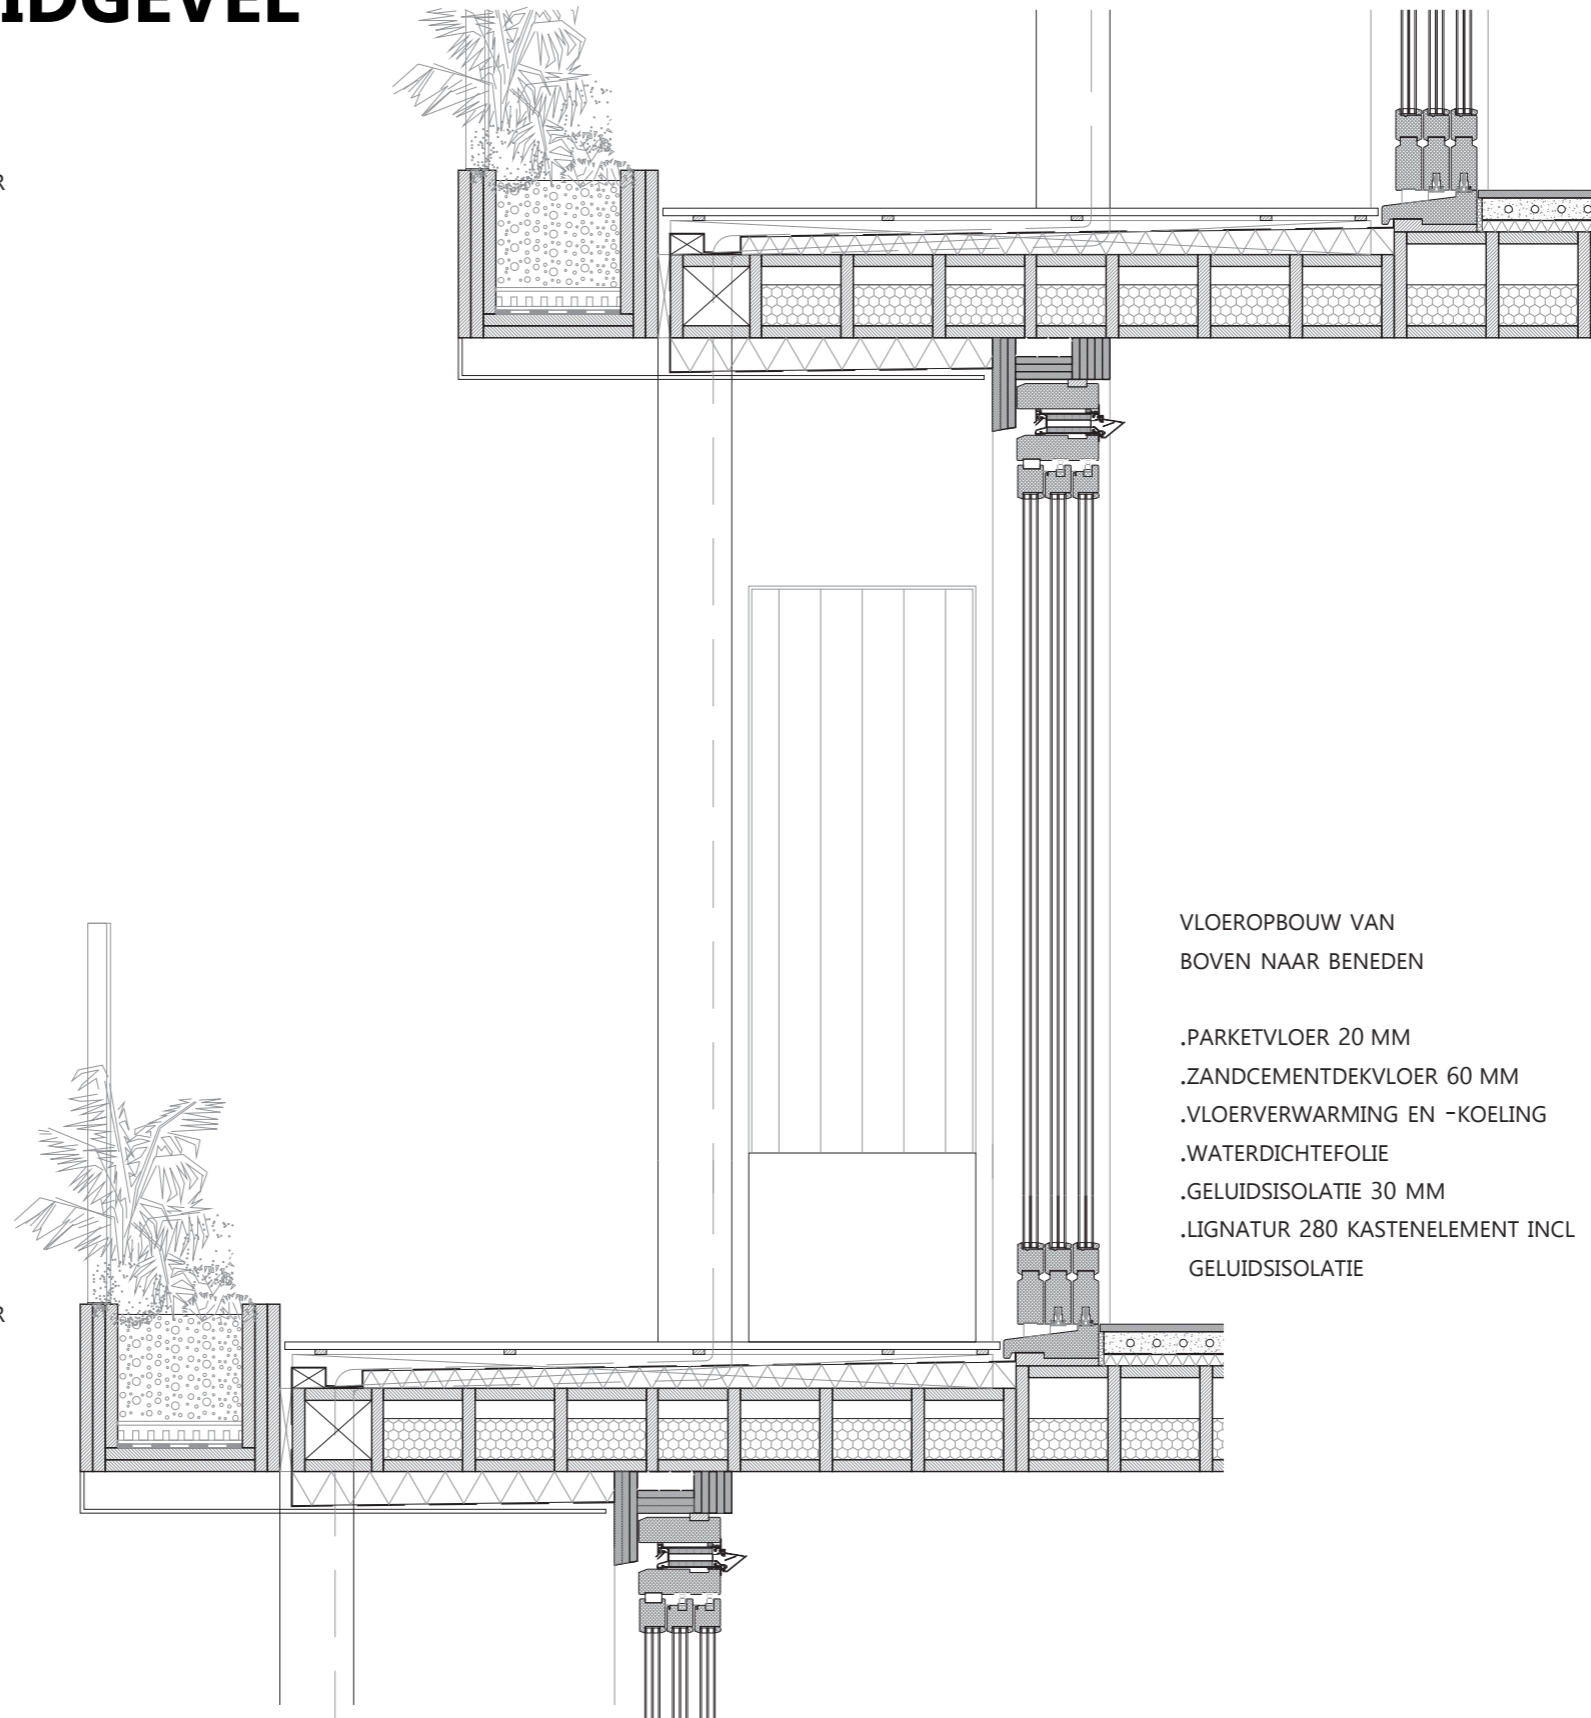 IDGEVEL
R
VLOEROPBOUW VAN
BOVEN NAAR BENEDEN
.PARKETVLOER 20 MM
.ZANDCEMENTDEKVLOER 60 MM
.VLOERVERWARMING EN -KOELING
.WATERDICHTEFOLIE
.GELUIDSISOLATIE 30 MM
.LIGNATUR 280 KASTENELEMENT INCL
GELUIDSISOLATIE
R